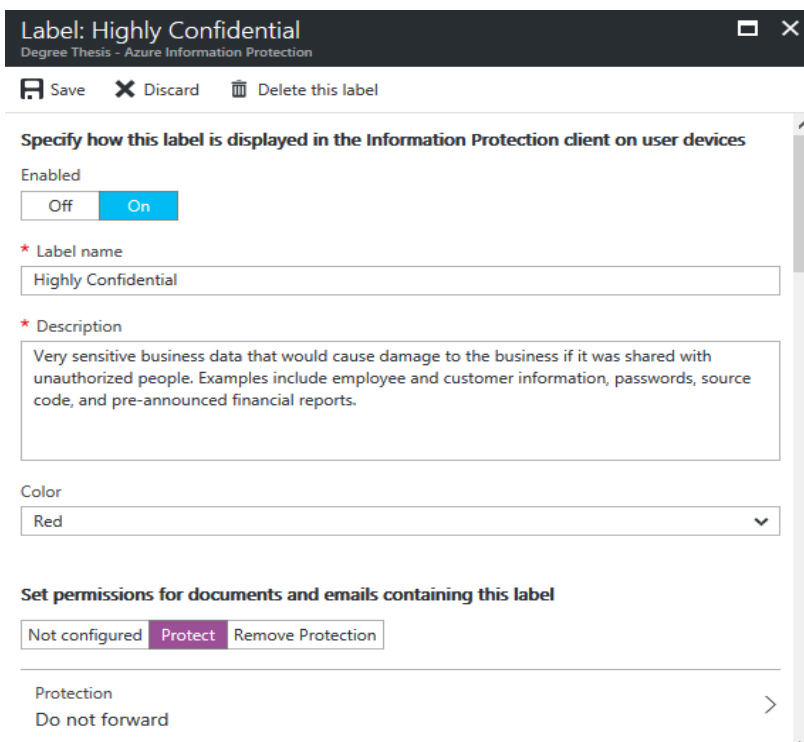 Label: Highly Confidential
Degree Thesis - Azure Information Protection
Save Discard Delete this label
Specify how this label is displayed in the Information Protection client on user devices
Enabled
Off On
* Label name
Highly Confidential
* Description
Very sensitive business data that would cause damage to the business if it was shared with
unauthorized people. Examples include employee and customer information, passwords, source
code, and pre-announced financial reports.
Color
Red
Set permissions for documents and emails containing this label
Not configured Protect Remove Protection
Protection
Do not forward